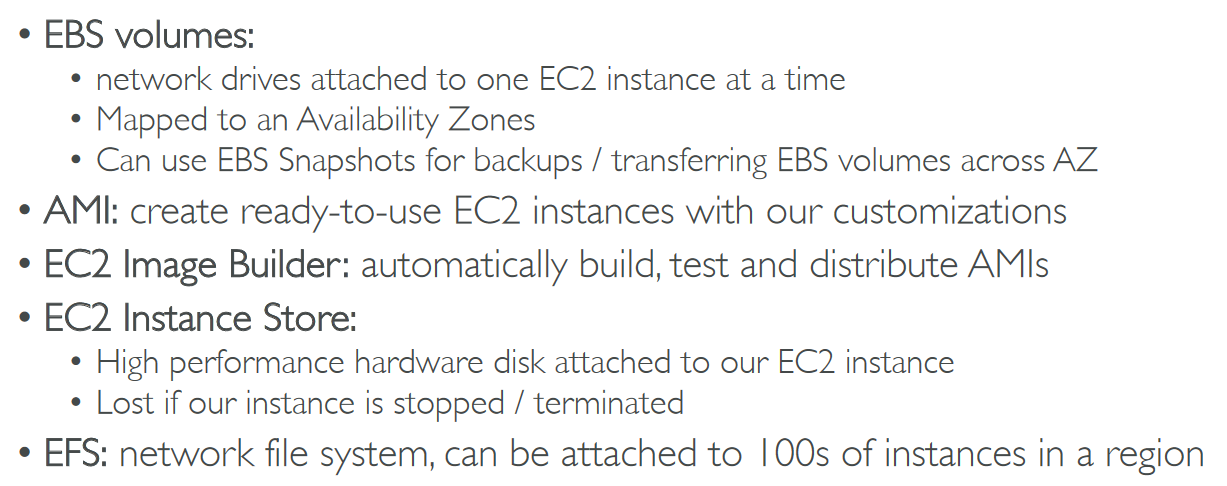 • EBS volumes:
• network drives attached to one EC2 instance at a time
• Mapped to an Availability Zones
• Can use EBS Snapshots for backups / transferring EBS volumes across AZ
• AMI: create ready-to-use EC2 instances with our customizations
• EC2 Image Builder: automatically build, test and distribute AMIs
• EC2 Instance Store:
• High performance hardware disk attached to our EC2 instance
• Lost if our instance is stopped / terminated
• EFS: network file system, can be attached to 100s of instances in a region